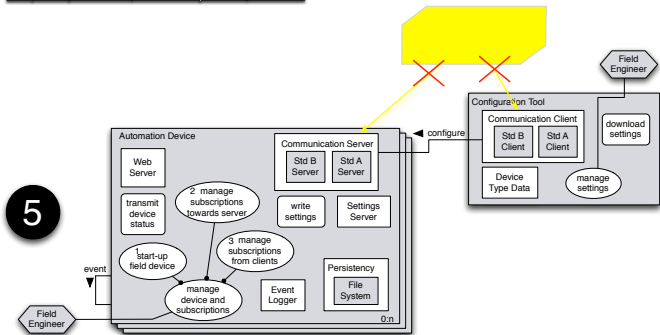 Field
Engineer
Configuration Tool
Communication Client
Std B
Client
Std A
Client
download
settings
Device
Type Data
manage
settings
configure
Automation Device
Communication Server
Std B
Server
Std A
Server
Web
Server
2 manage
subscriptions
towards server
transmit
device
status
write
settings
Settings
Server
5
3 manage
subscriptions
from clients
1
start-up
field device
event
Persistency
File
System
manage
device and
subscriptions
Event
Logger
0:n
Field
Engineer